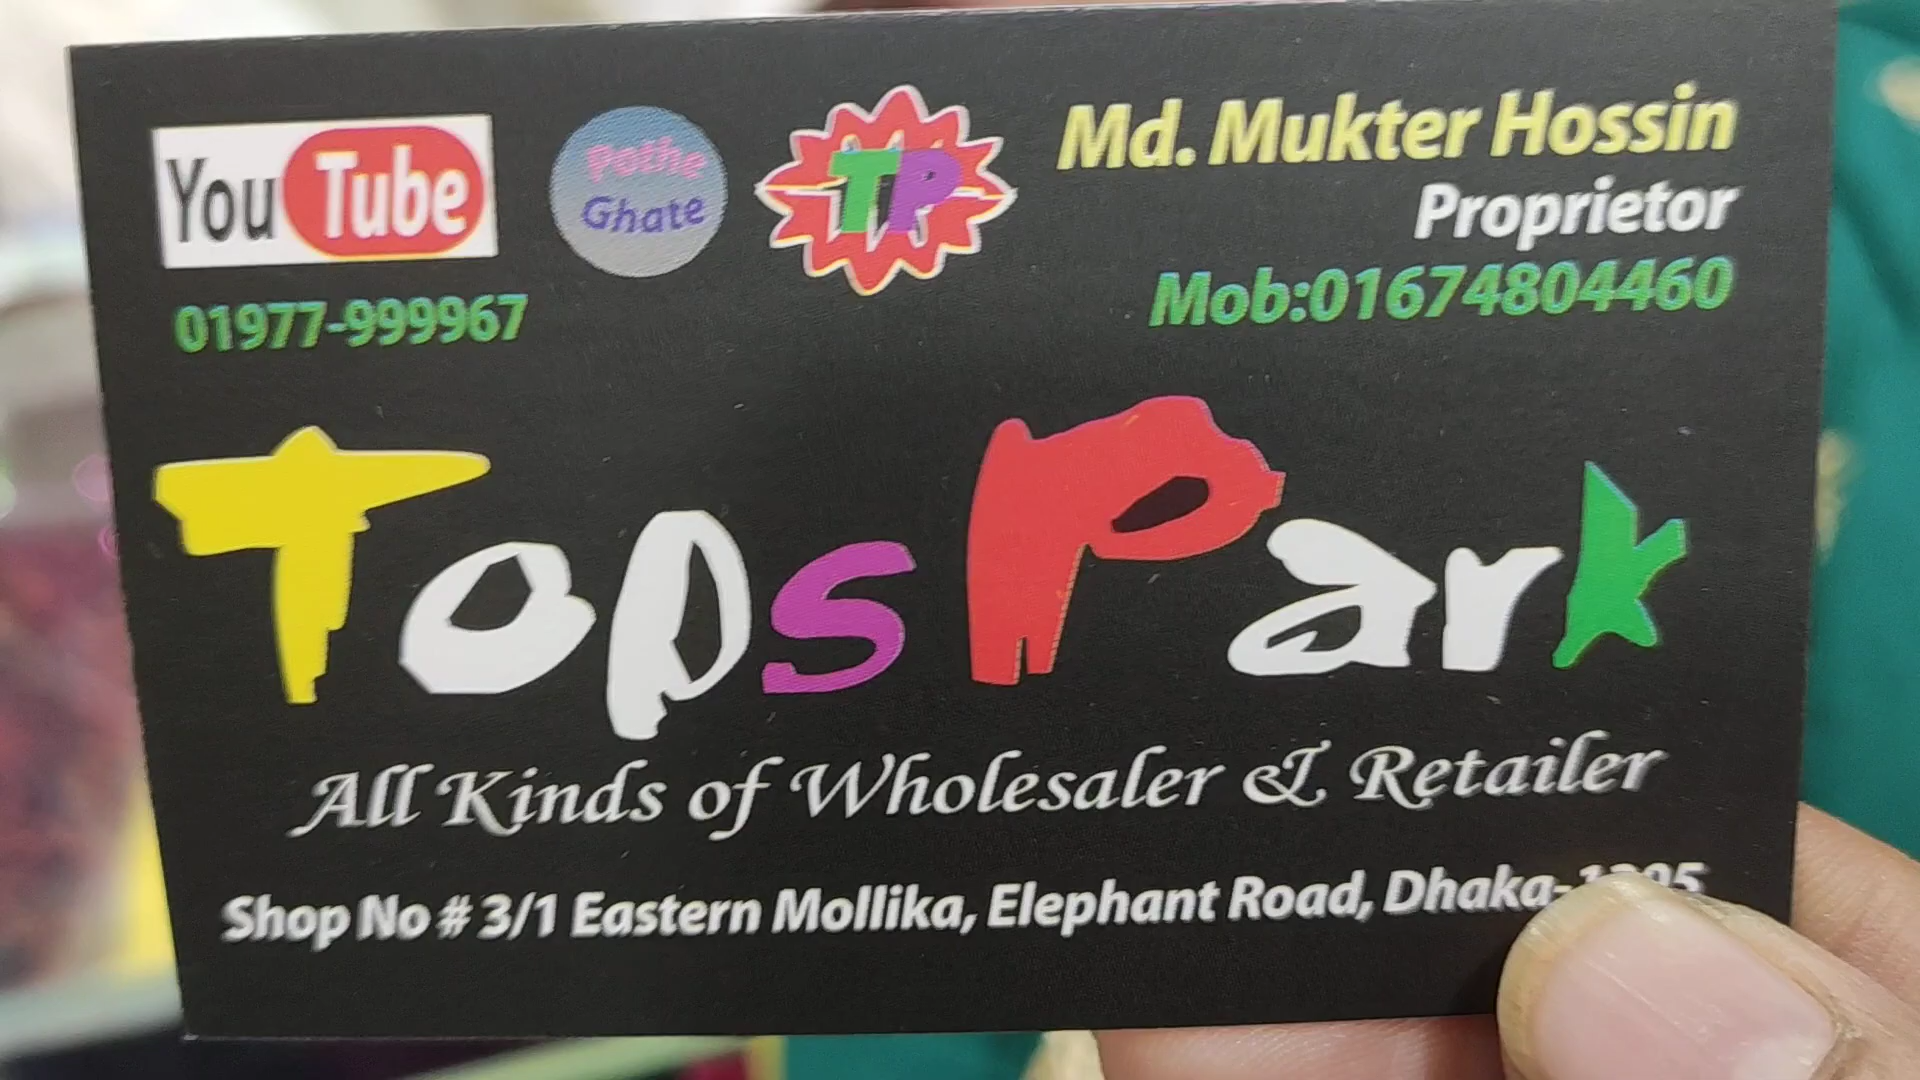 YouTube
Pothe
Ghate
TP
Md. Mukter Hossin
Proprietor
01977-999967
Mob:01674804460
Tops Park
All Kinds of Wholesaler & Retailer
Shop No # 3/1 Eastern Mollika, Elephant Road, Dhaka-